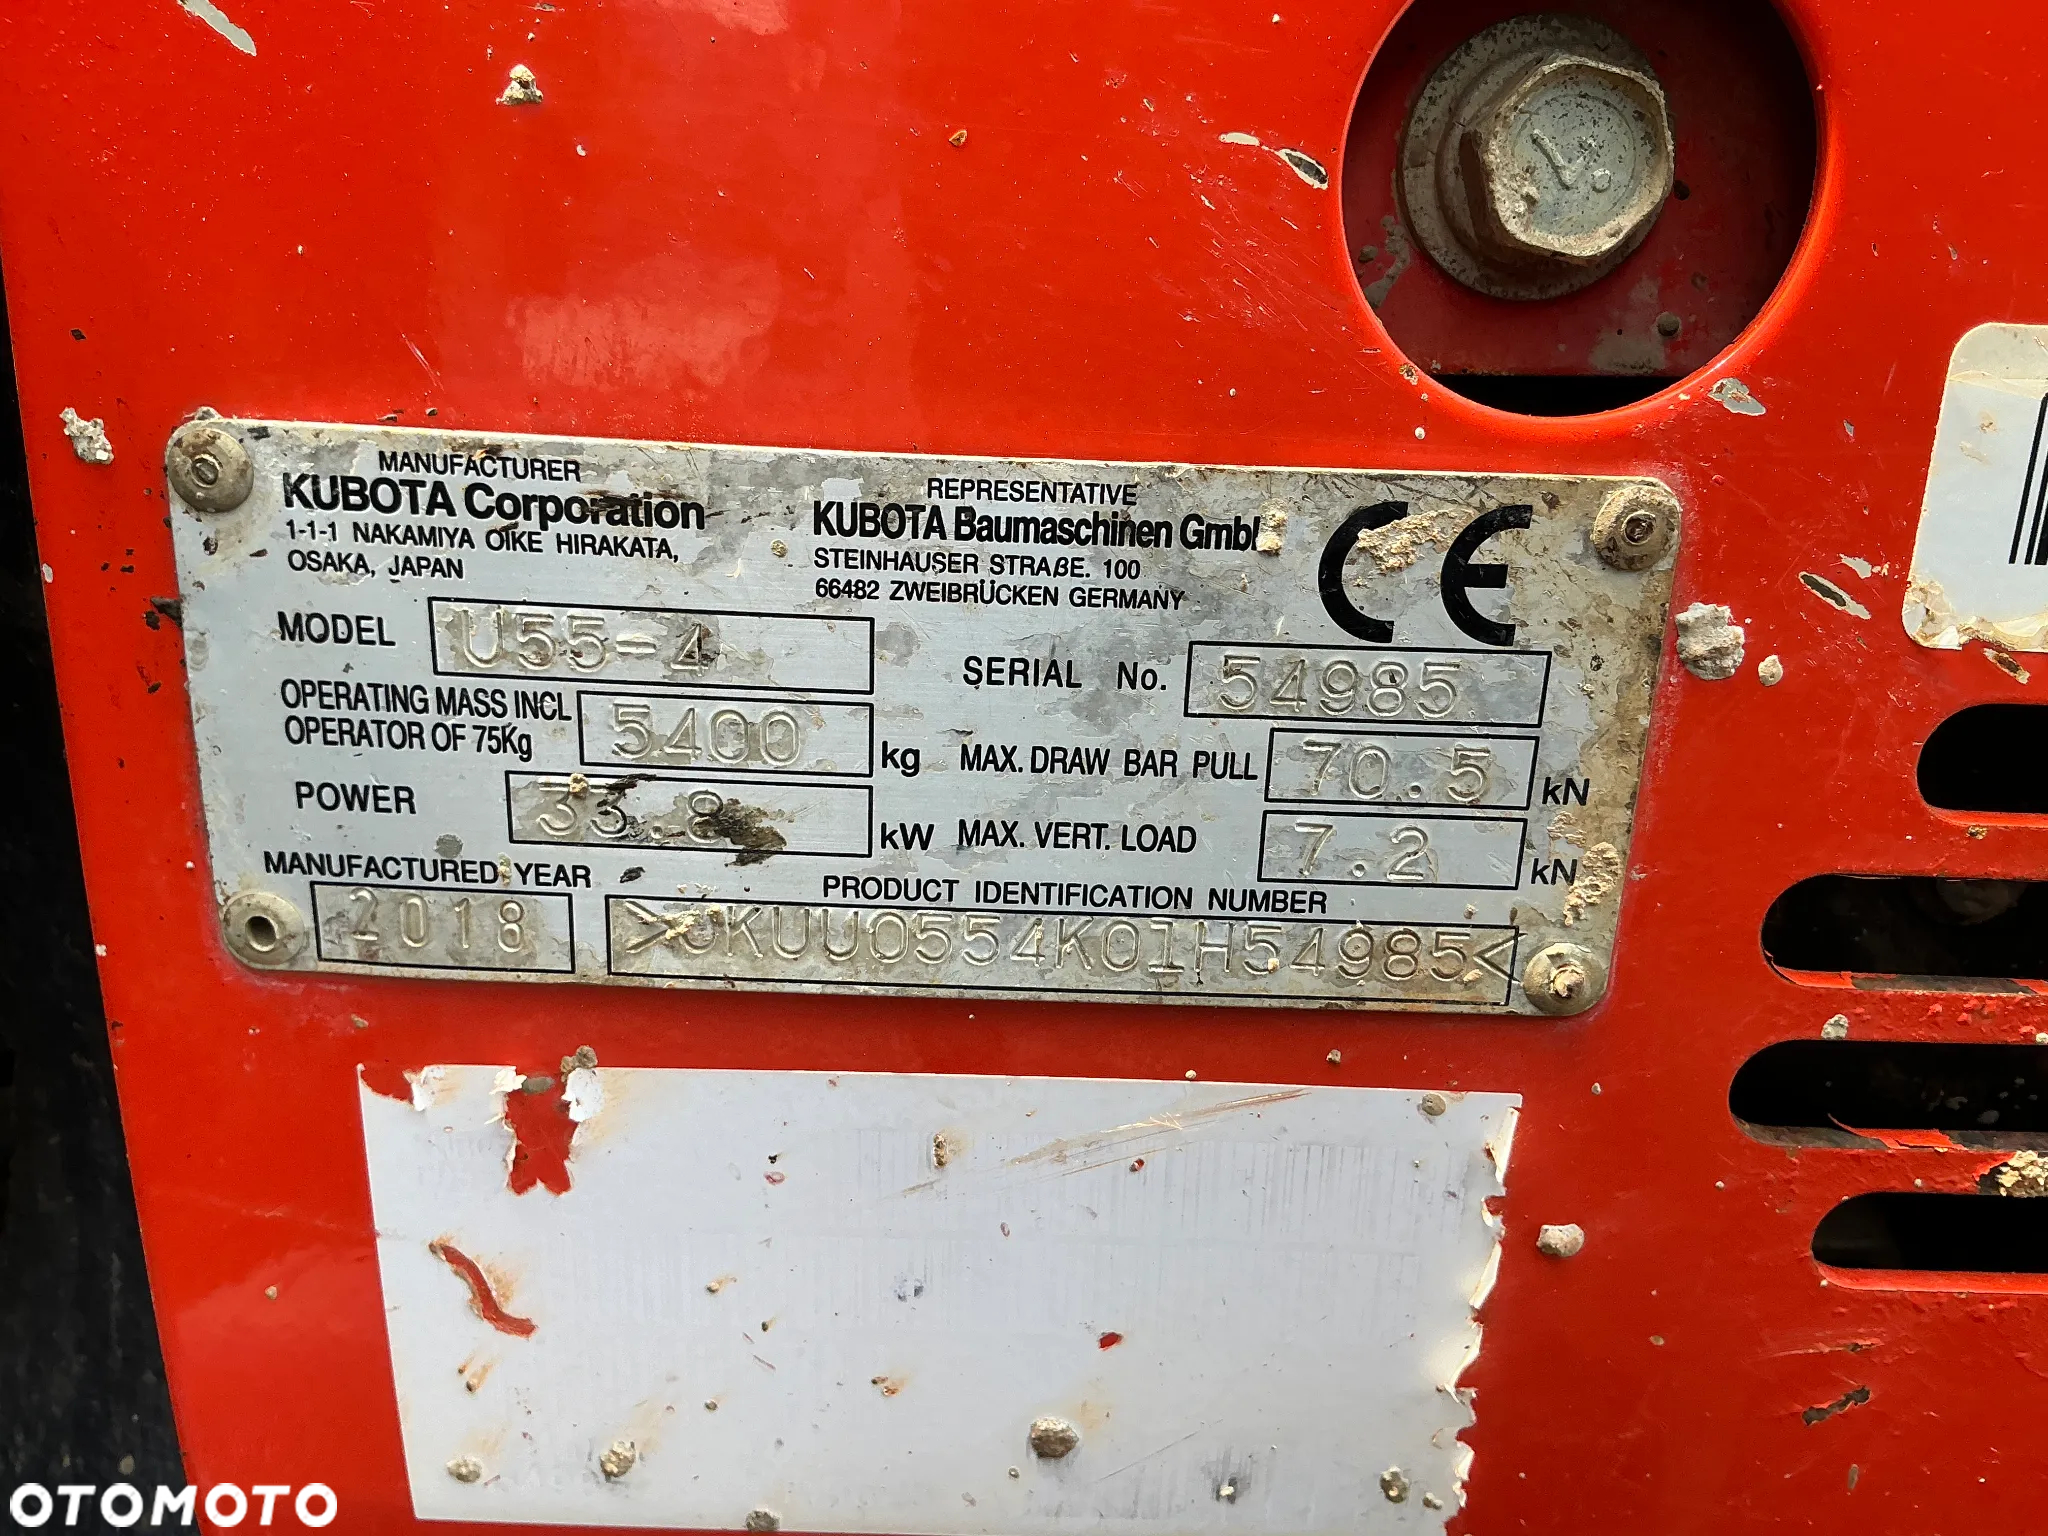 MANUFACTURER
KUBOTA Corporation
1-1-1 NAKAMIYA OIKE HIRAKATA,
OSAKA, JAPAN
REPRESENTATIVE
KUBOTA Baumaschinen GmbH
STEINHAUSER STRAßE. 100
66482 ZWEIBRÜCKEN GERMANY
CE
MODEL U55-4
SERIAL No. 54985
OPERATING MASS INCL
OPERATOR OF 75Kg 5400 kg
MAX. DRAW BAR PULL 70.5 kN
POWER 33.8 kW
MAX. VERT. LOAD 7.2 kN
MANUFACTURED YEAR
2018
PRODUCT IDENTIFICATION NUMBER
>JKUU0554K01H54985<
OTOMOTO